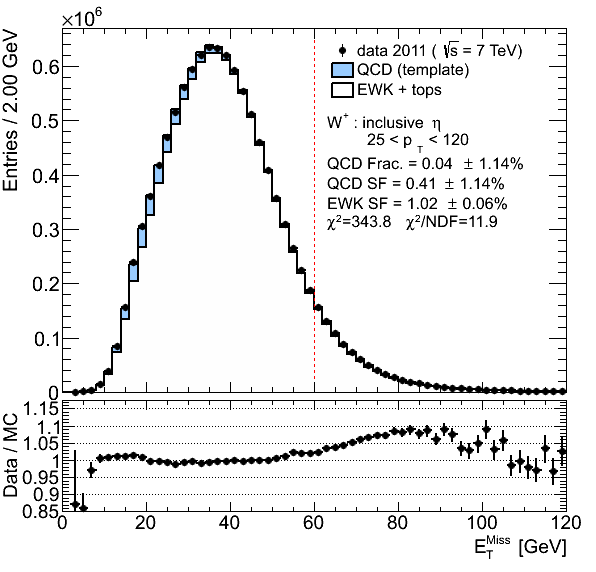 ×10⁶
Entries / 2.00 GeV
0.6
0.5
0.4
0.3
0.2
0.1
0
data 2011 ( √s = 7 TeV)
QCD (template)
EWK + tops
W⁺ : inclusive η
25 < p_T < 120
QCD Frac. = 0.04 ± 1.14%
QCD SF = 0.41 ± 1.14%
EWK SF = 1.02 ± 0.06%
χ²=343.8 χ²/NDF=11.9
Data / MC
1.15
1.1
1.05
1
0.95
0.9
0.85
0 20 40 60 80 100 120
E_T^Miss [GeV]